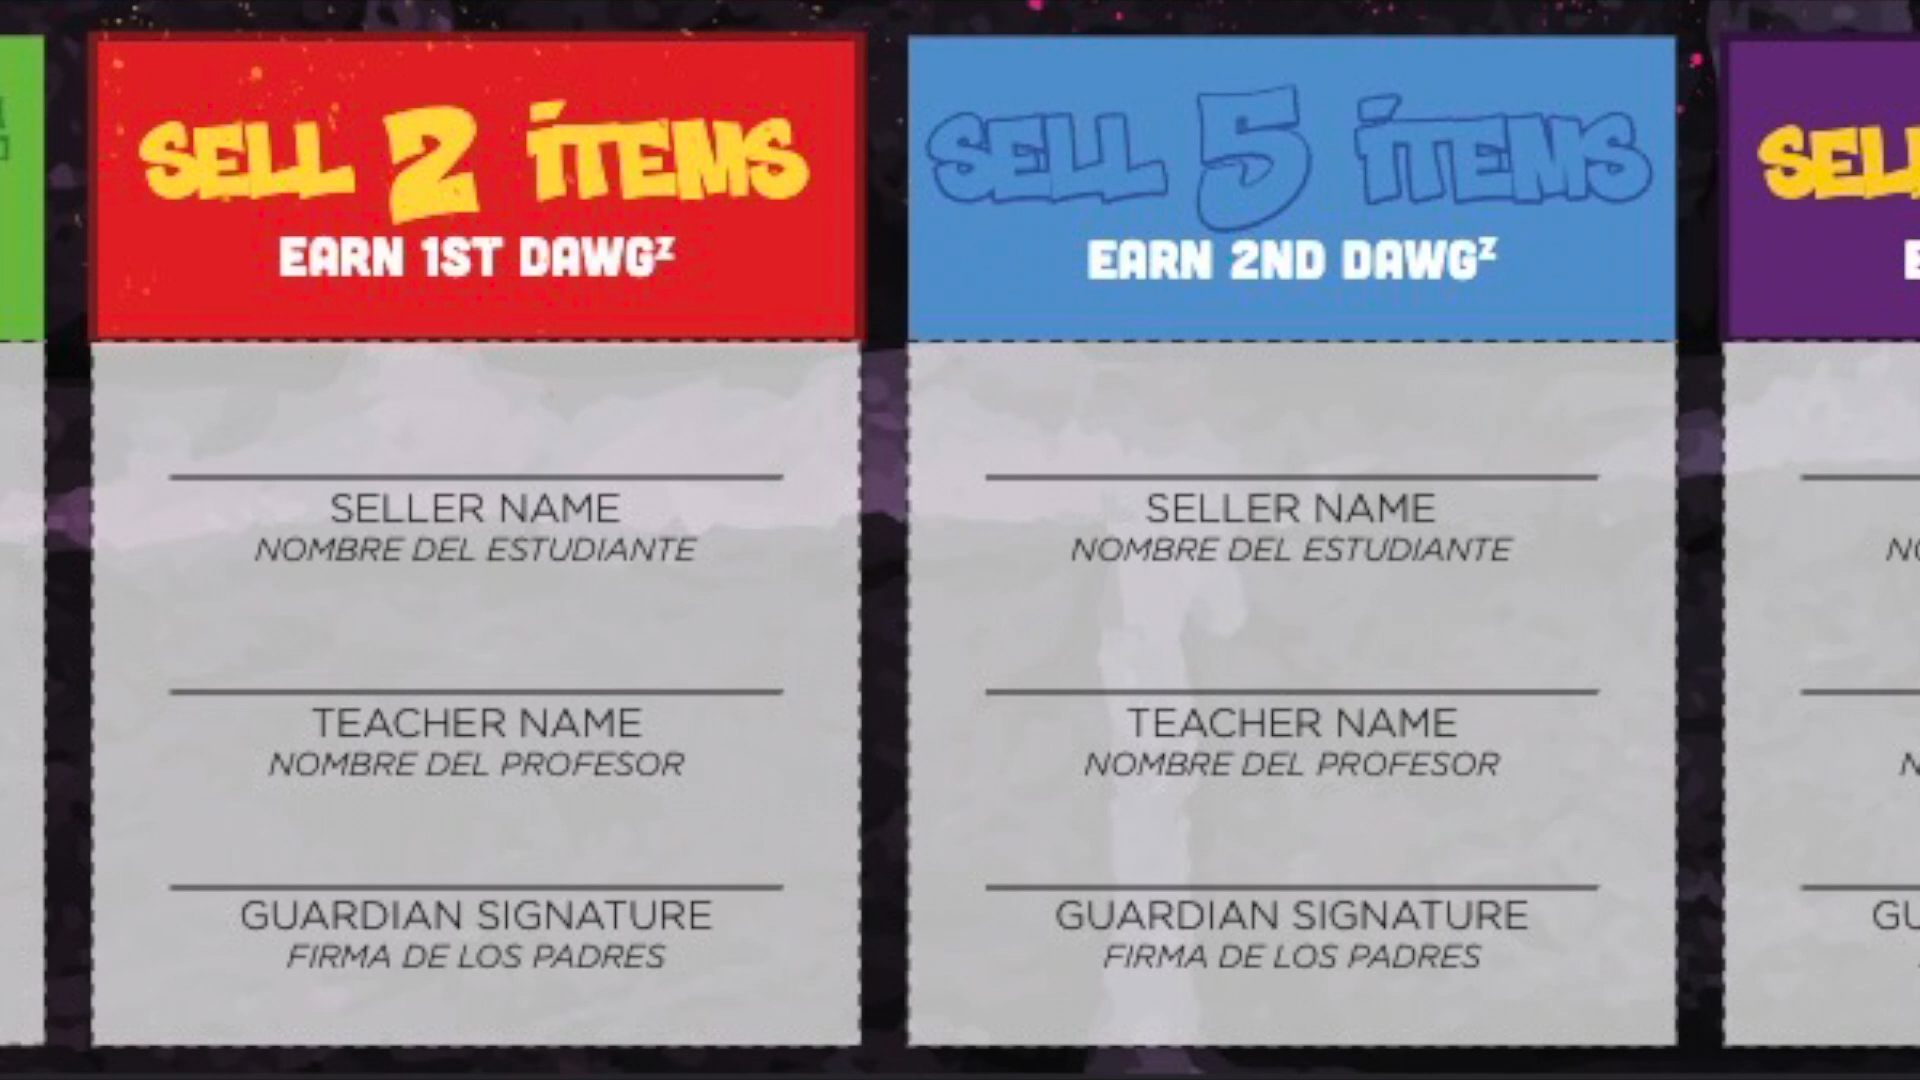 SELL 2 ITEMS
EARN 1ST DAWGZ
SELLER NAME
NOMBRE DEL ESTUDIANTE
TEACHER NAME
NOMBRE DEL PROFESOR
GUARDIAN SIGNATURE
FIRMA DE LOS PADRES
SELL 5 ITEMS
EARN 2ND DAWGZ
SELLER NAME
NOMBRE DEL ESTUDIANTE
TEACHER NAME
NOMBRE DEL PROFESOR
GUARDIAN SIGNATURE
FIRMA DE LOS PADRES